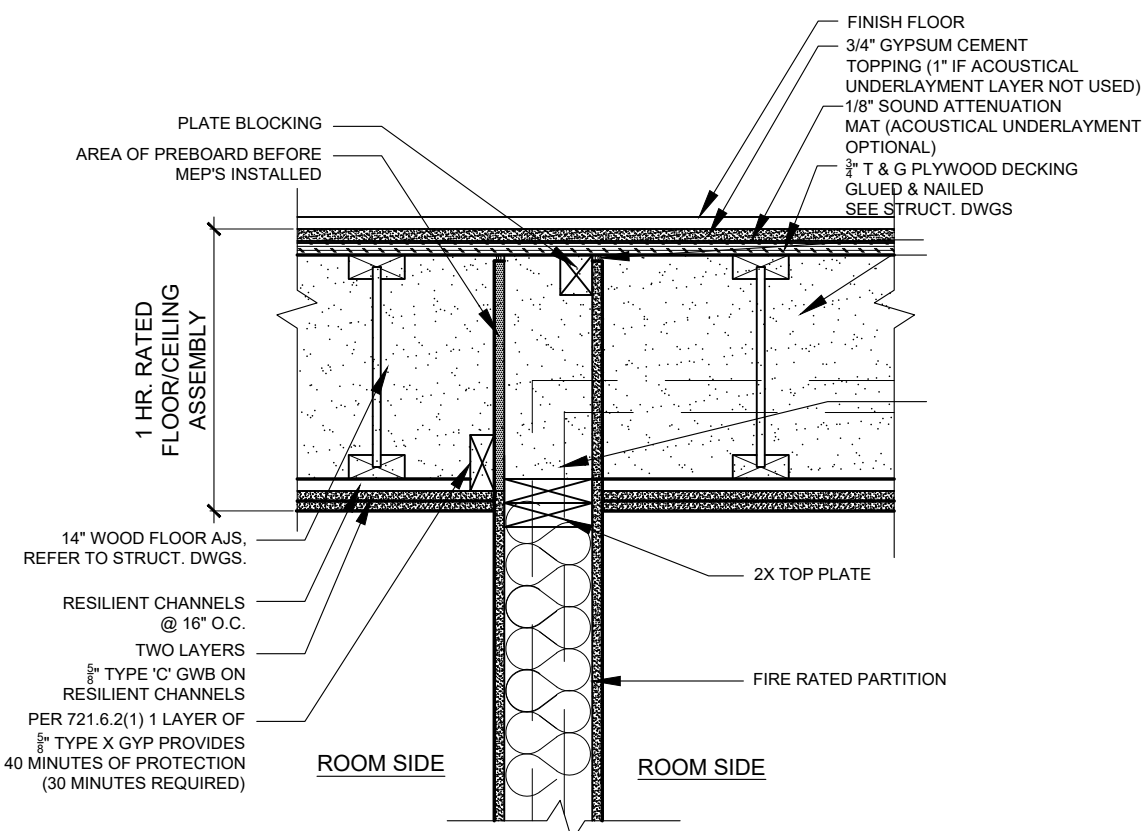 FINISH FLOOR
3/4" GYPSUM CEMENT
TOPPING (1" IF ACOUSTICAL
UNDERLAYMENT LAYER NOT USED)
1/8" SOUND ATTENUATION
MAT (ACOUSTICAL UNDERLAYMENT
OPTIONAL)
3/4" T & G PLYWOOD DECKING
GLUED & NAILED
SEE STRUCT. DWGS
PLATE BLOCKING
AREA OF PREBOARD BEFORE
MEP'S INSTALLED
1 HR. RATED
FLOOR/CEILING
ASSEMBLY
14" WOOD FLOOR AJS,
REFER TO STRUCT. DWGS.
RESILIENT CHANNELS
@ 16" O.C.
TWO LAYERS
5/8" TYPE 'C' GWB ON
RESILIENT CHANNELS
PER 721.6.2(1) 1 LAYER OF
5/8" TYPE X GYP PROVIDES
40 MINUTES OF PROTECTION
(30 MINUTES REQUIRED)
2X TOP PLATE
FIRE RATED PARTITION
ROOM SIDE
ROOM SIDE